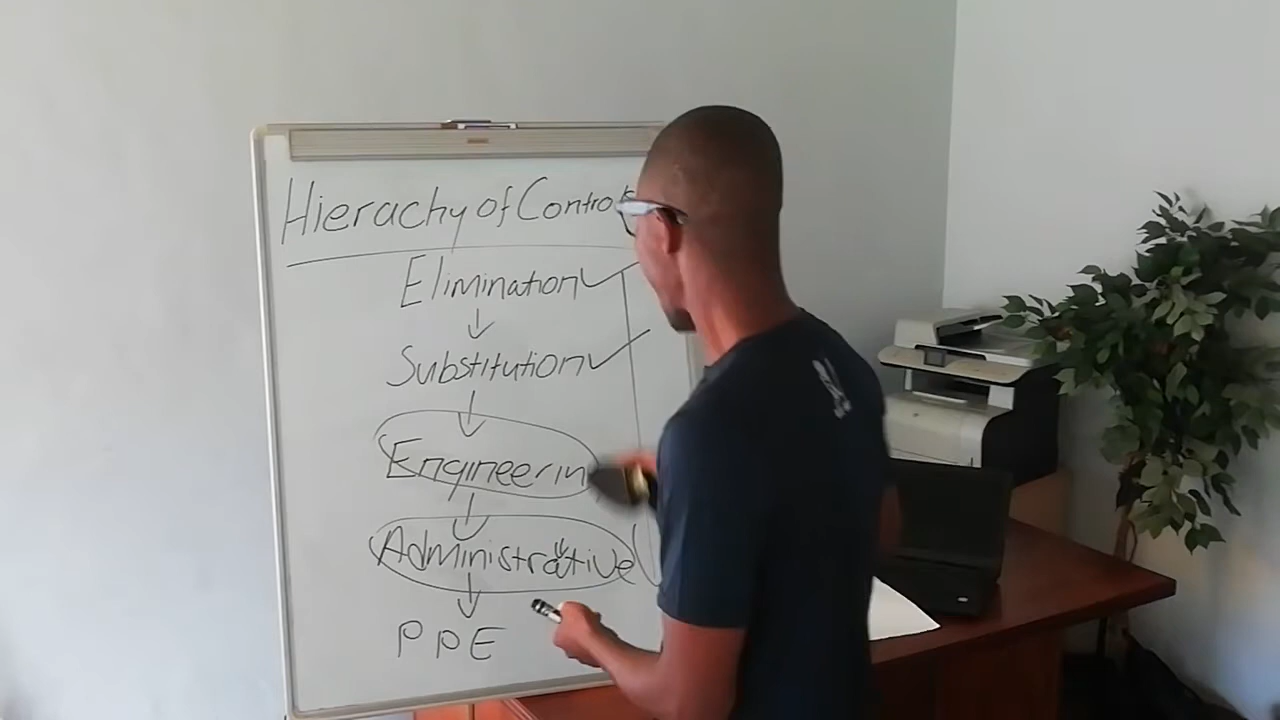 Hierachy of Control
Elimination
Substitution
Engineerin
Administrative
PPE